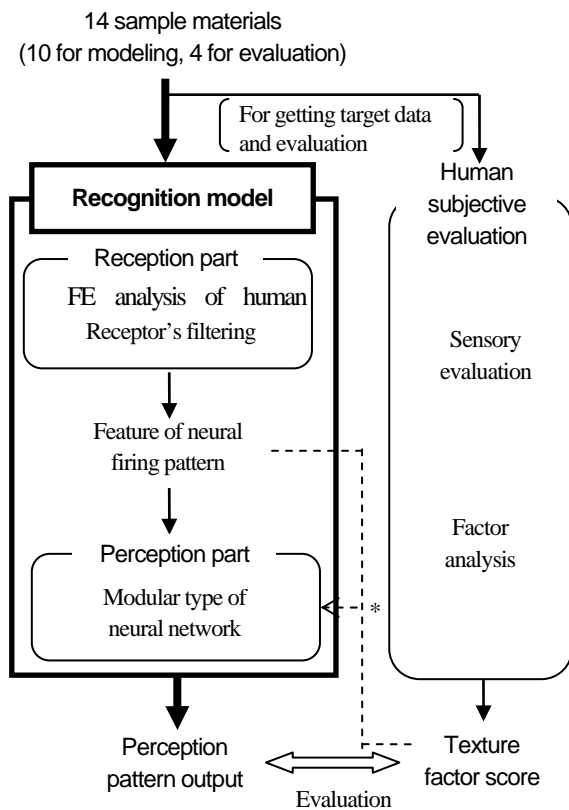 14 sample materials
(10 for modeling, 4 for evaluation)
For getting target data
and evaluation
Recognition model
Reception part
FE analysis of human
Receptor's filtering
Feature of neural
firing pattern
Perception part
Modular type of
neural network
*
Perception
pattern output
Human
subjective
evaluation
Sensory
evaluation
Factor
analysis
Texture
factor score
Evaluation